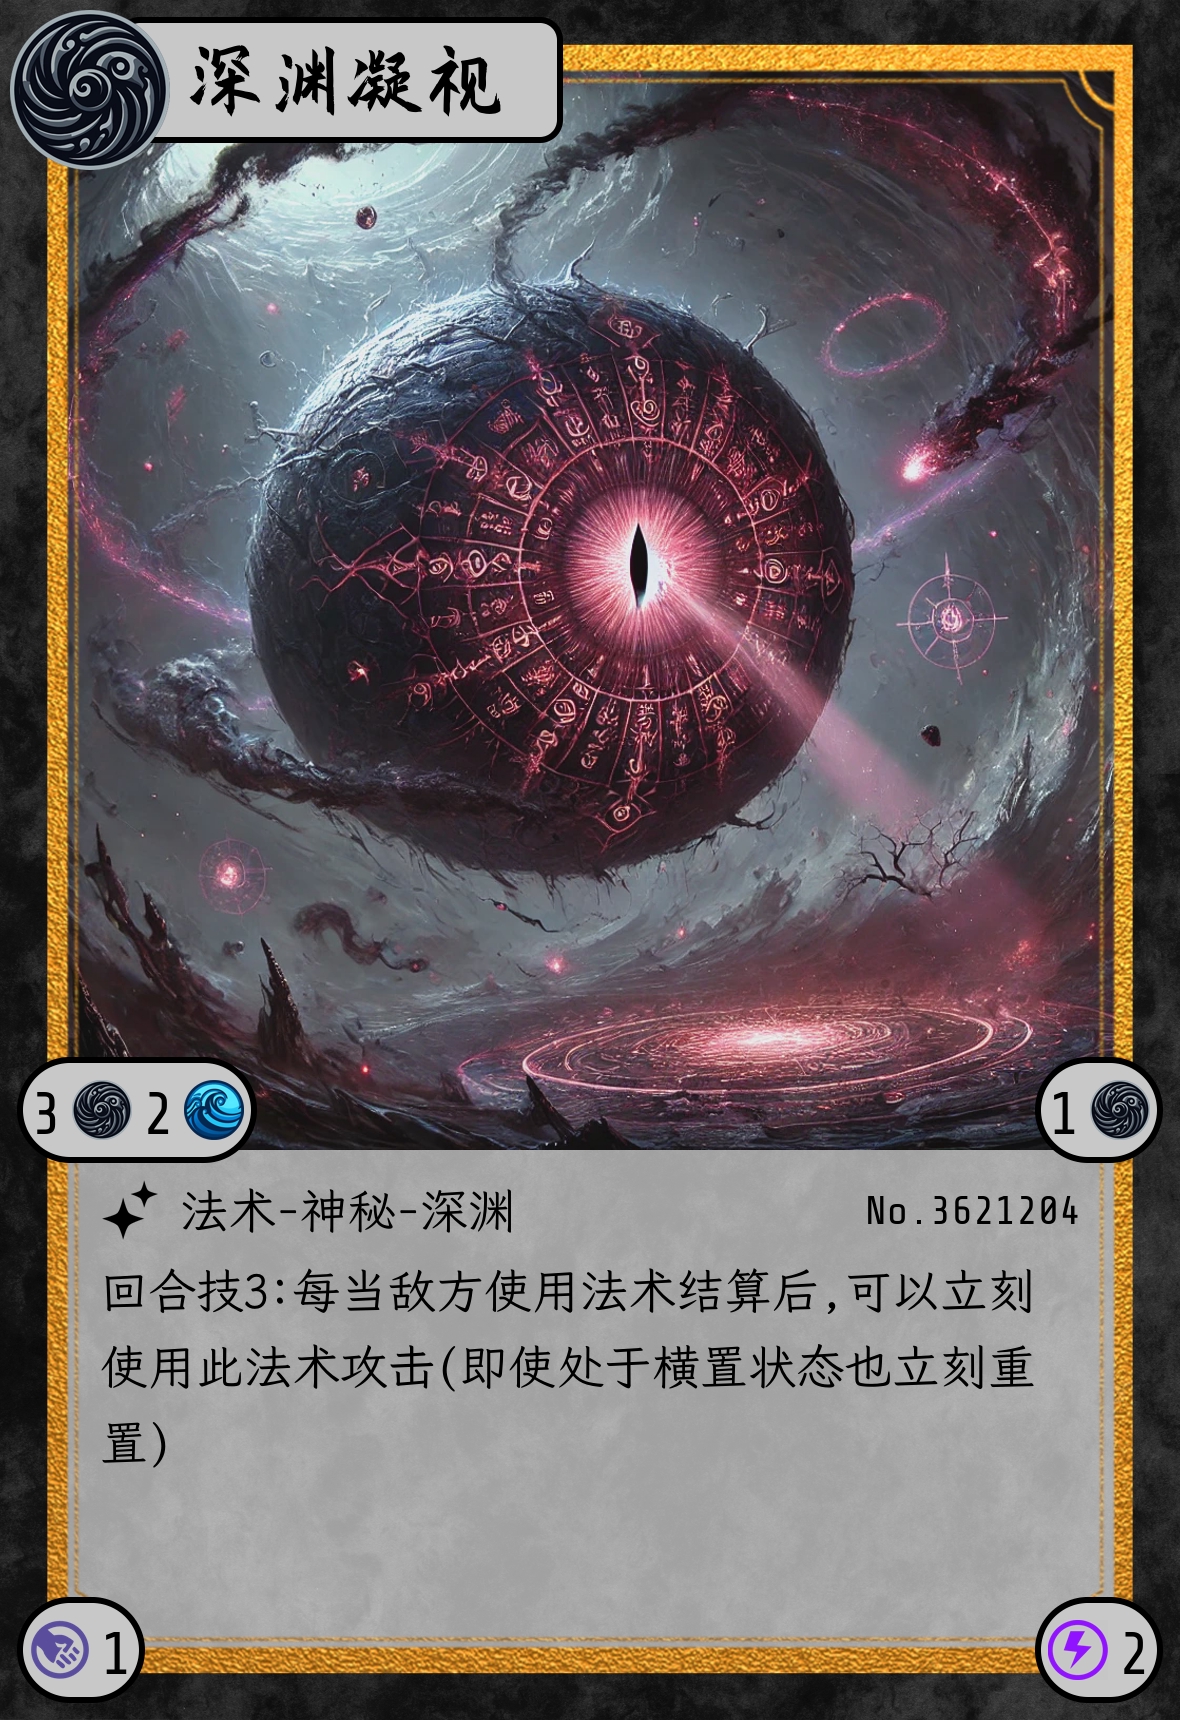 深渊凝视
3 2
1
法术-神秘-深渊
No.3621204
回合技3:每当敌方使用法术结算后,可以立刻
使用此法术攻击(即使处于横置状态也立刻重
置)
1
2